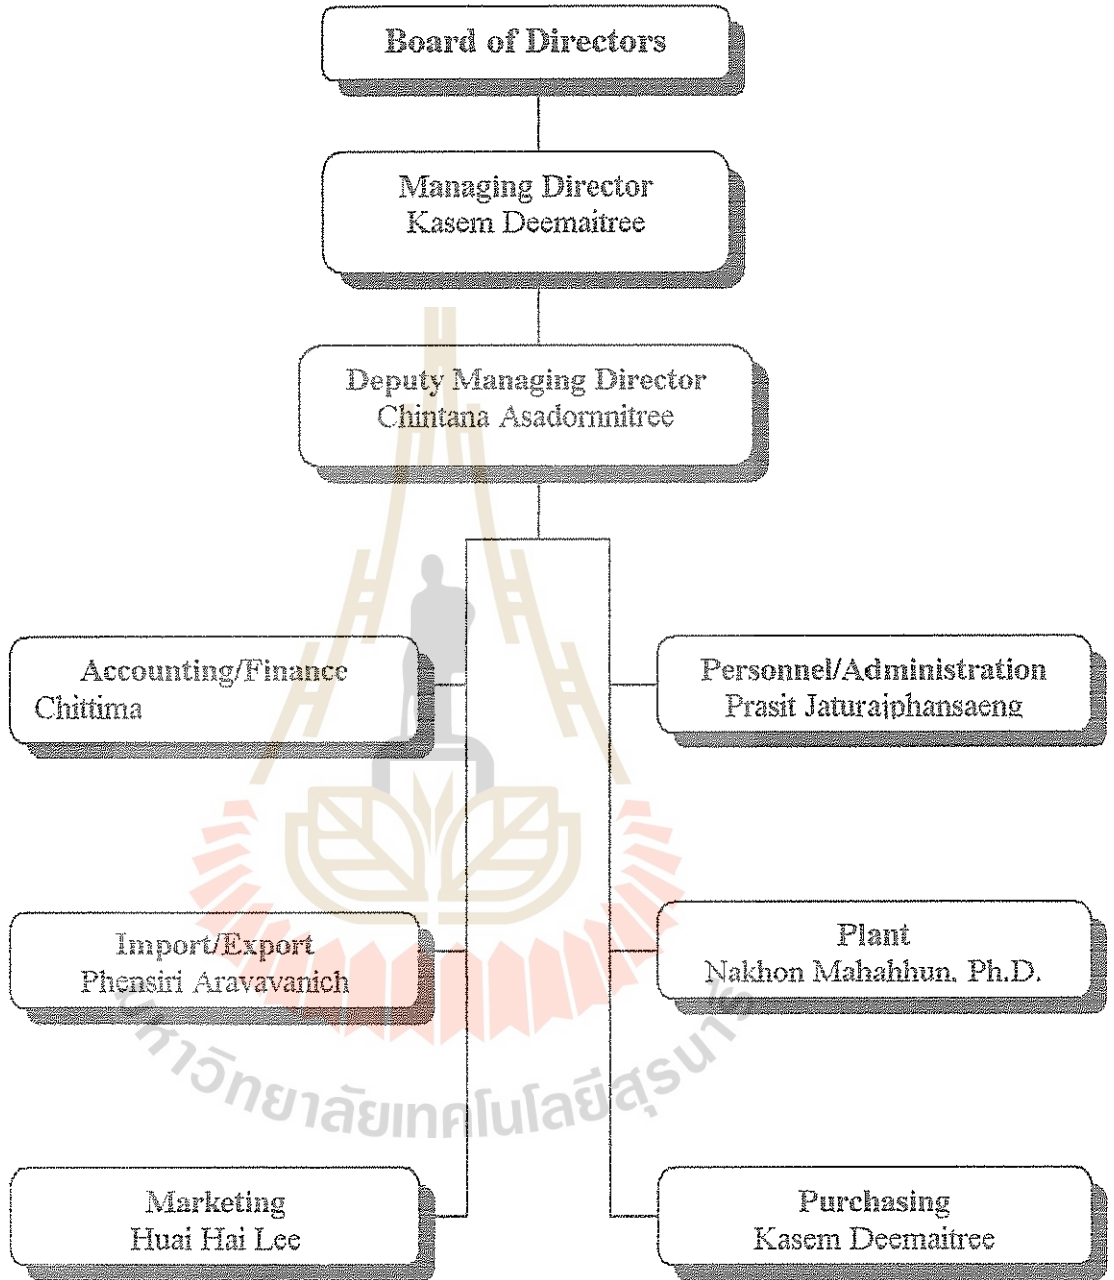 Board of Directors
Managing Director
Kasem Deemaitree
Deputy Managing Director
Chintana Asadornnitree
Accounting/Finance
Chittima
Personnel/Administration
Prasit Jaturajphansaeng
Import/Export
Phensiri Aravavanich
Plant
Nakhon Mahahhun, Ph.D.
Marketing
Huai Hai Lee
Purchasing
Kasem Deemaitree
มหาวิทยาลัยเทคโนโลยีสุรนารี